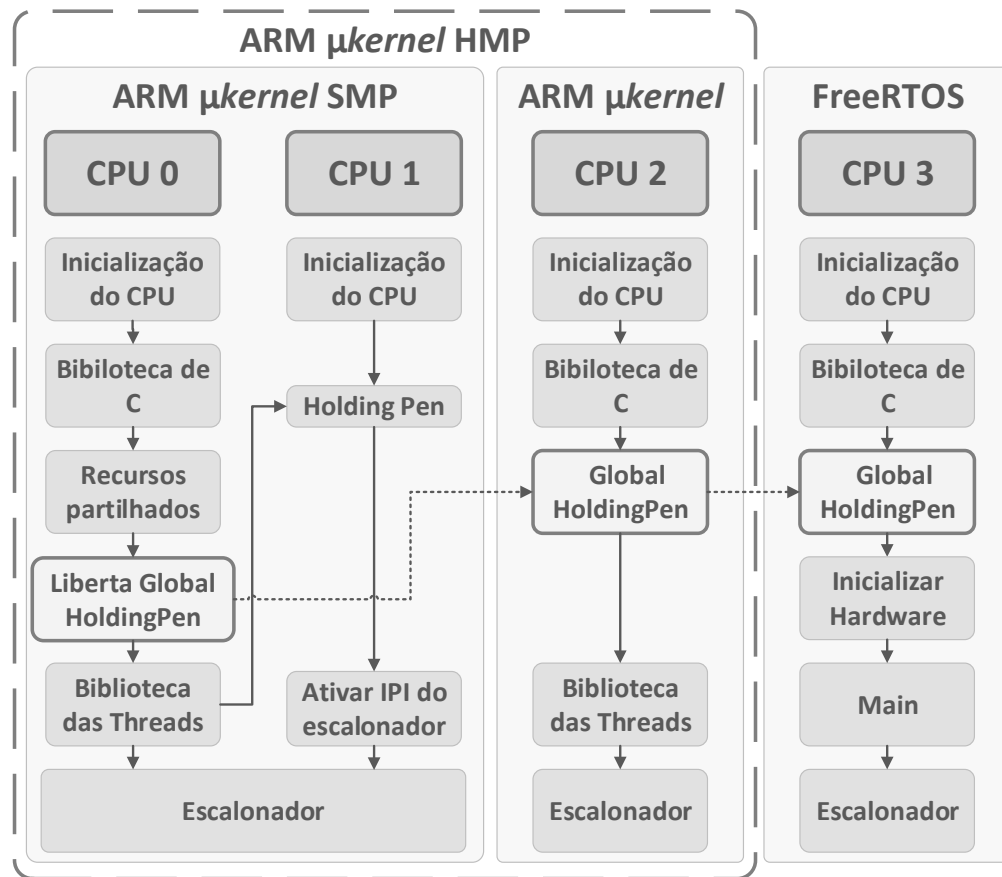 ARM µkernel HMP
ARM µkernel SMP
CPU 0
Inicialização
do CPU
Bibiloteca de
C
Recursos
partilhados
Liberta Global
HoldingPen
Biblioteca
das Threads
CPU 1
Inicialização
do CPU
Holding Pen
Ativar IPI do
escalonador
Escalonador
ARM µkernel
CPU 2
Inicialização
do CPU
Bibiloteca de
C
Global
HoldingPen
Biblioteca
das Threads
Escalonador
FreeRTOS
CPU 3
Inicialização
do CPU
Bibiloteca de
C
Global
HoldingPen
Inicializar
Hardware
Main
Escalonador